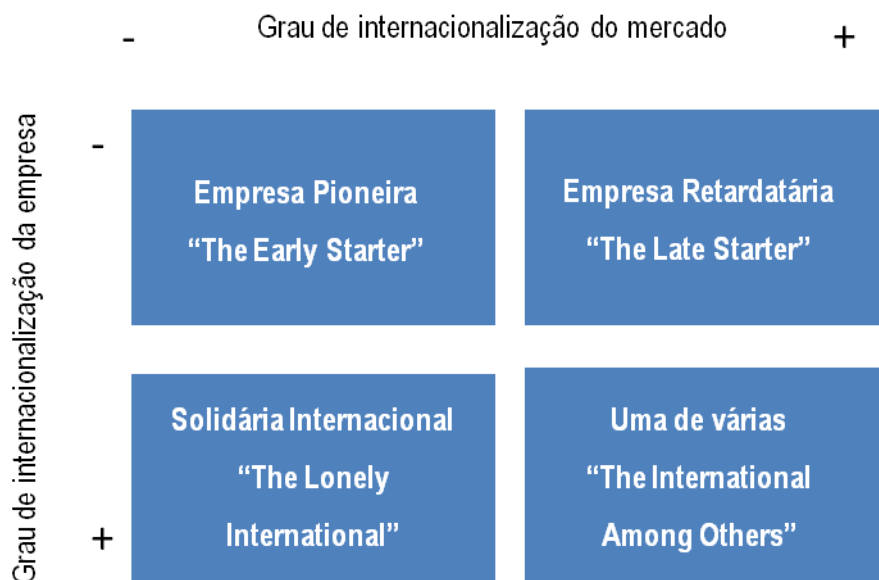 Grau de internacionalização do mercado
- +
Grau de internacionalização da empresa
-
+
Empresa Pioneira
“The Early Starter”
Empresa Retardatária
“The Late Starter”
Solidária Internacional
“The Lonely
International”
Uma de várias
“The International
Among Others”